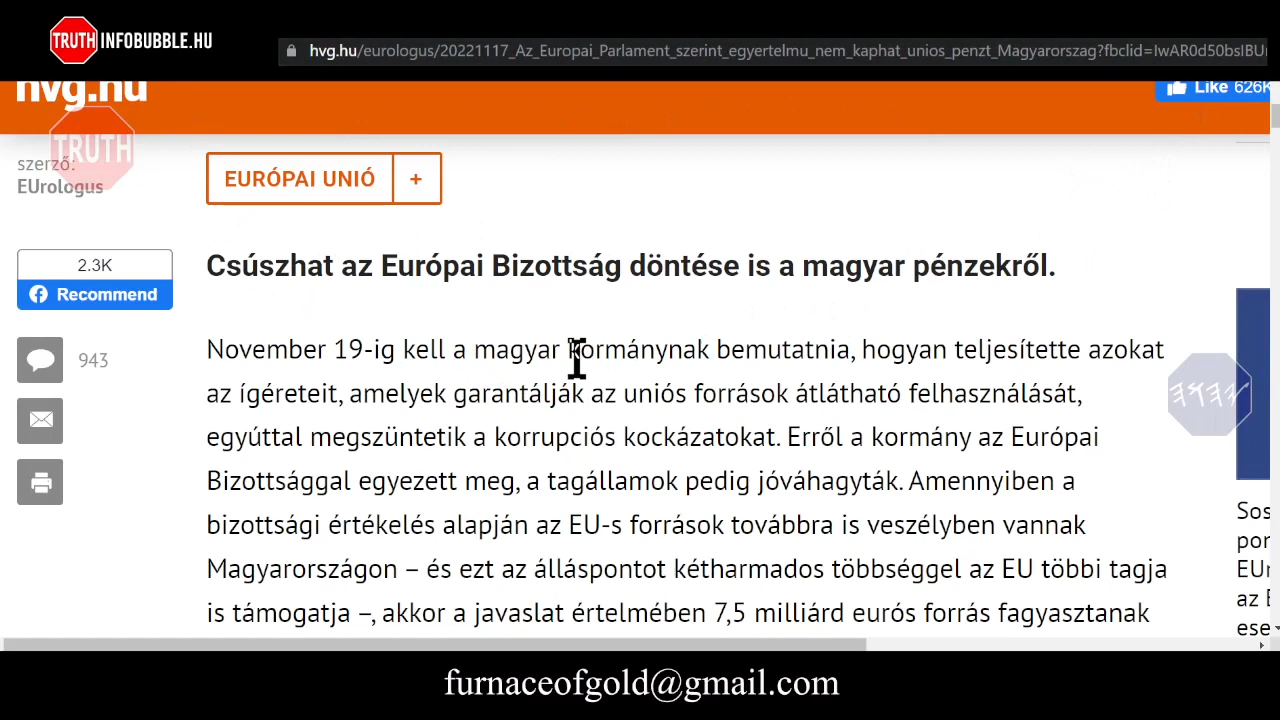 TRUTH INFOBUBBLE.HU
hvg.hu/eurologus/20221117_Az_Europai_Parlament_szerint_egyertelmu_nem_kaphat_unios_penzt_Magyarorszag?fbclid=IwAR0d50bsIBU
hvg.hu
Like 626K
TRUTH
szerző:
EUrologus
EURÓPAI UNIÓ +
2.3K
Recommend
Csúszhat az Európai Bizottság döntése is a magyar pénzekről.
943
November 19-ig kell a magyar kormánynak bemutatnia, hogyan teljesítette azokat
az ígéreteit, amelyek garantálják az uniós források átlátható felhasználását,
egyúttal megszüntetik a korrupciós kockázatokat. Erről a kormány az Európai
Bizottsággal egyezett meg, a tagállamok pedig jóváhagyták. Amennyiben a
bizottsági értékelés alapján az EU-s források továbbra is veszélyben vannak
Magyarországon – és ezt az álláspontot kétharmados többséggel az EU többi tagja
is támogatja –, akkor a javaslat értelmében 7,5 milliárd eurós forrás fagyasztanak
Sos
por
EUr
az E
ese
furnaceofgold@gmail.com